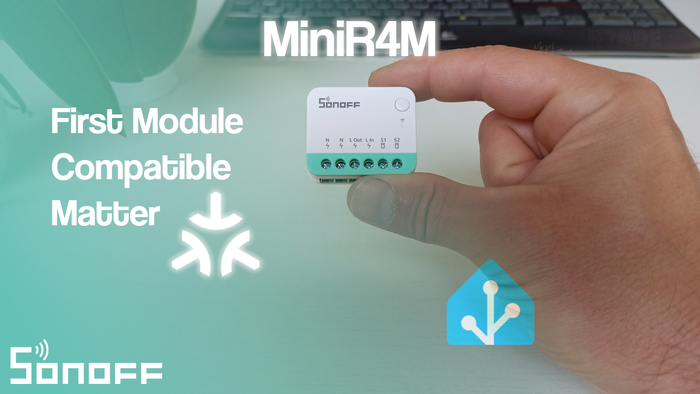 MiniR4M
First Module
Compatible
Matter
SONOFF
N N L Out L In S1 S2
SONOFF